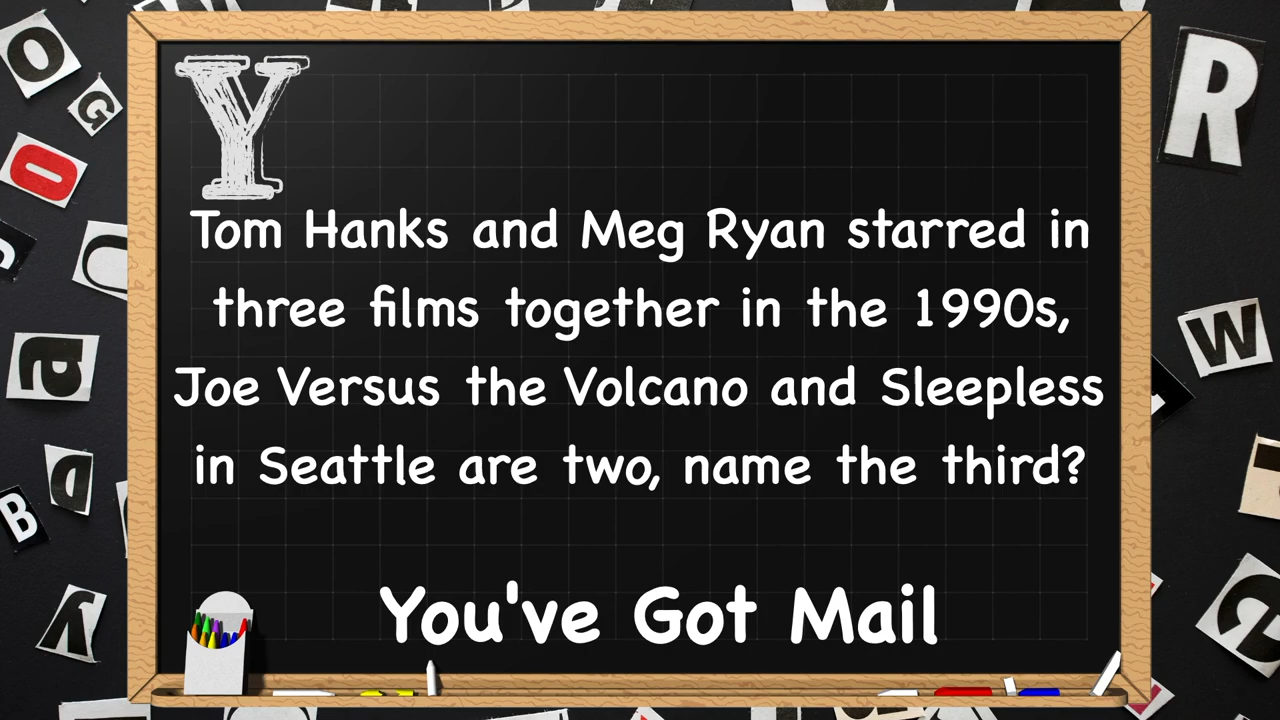 Y
Tom Hanks and Meg Ryan starred in
three films together in the 1990s,
Joe Versus the Volcano and Sleepless
in Seattle are two, name the third?
You've Got Mail
O
G
O
R
a
W
D
B